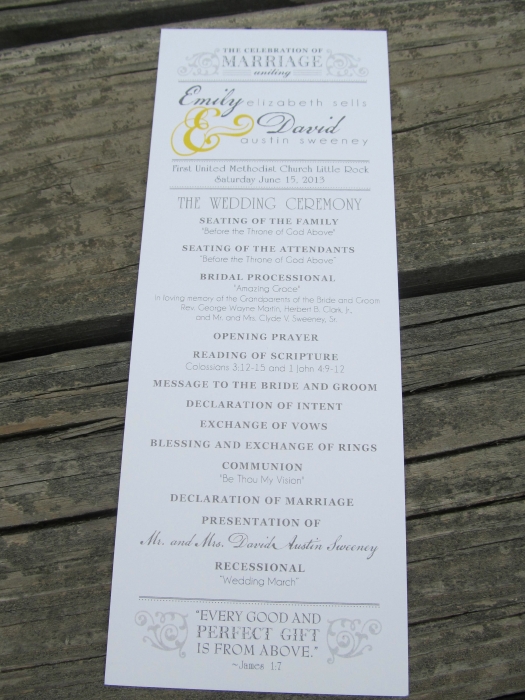 THE CELEBRATION OF
MARRIAGE
uniting
Emily elizabeth sells
& David
austin sweeney
First United Methodist Church Little Rock
Saturday June 15, 2013
THE WEDDING CEREMONY
SEATING OF THE FAMILY
"Before the Throne of God Above"
SEATING OF THE ATTENDANTS
"Before the Throne of God Above"
BRIDAL PROCESSIONAL
"Amazing Grace"
in loving memory of the Grandparents of the Bride and Groom
Rev. George Wayne Martin, Herbert B. Clark, Jr.,
and Mr. and Mrs. Clyde V. Sweeney, Sr.
OPENING PRAYER
READING OF SCRIPTURE
Colossians 3:12-15 and 1 John 4:9-12
MESSAGE TO THE BRIDE AND GROOM
DECLARATION OF INTENT
EXCHANGE OF VOWS
BLESSING AND EXCHANGE OF RINGS
COMMUNION
"Be Thou My Vision"
DECLARATION OF MARRIAGE
PRESENTATION OF
Mr. and Mrs. David Austin Sweeney
RECESSIONAL
"Wedding March"
"EVERY GOOD AND
PERFECT GIFT
IS FROM ABOVE."
~James 1:7